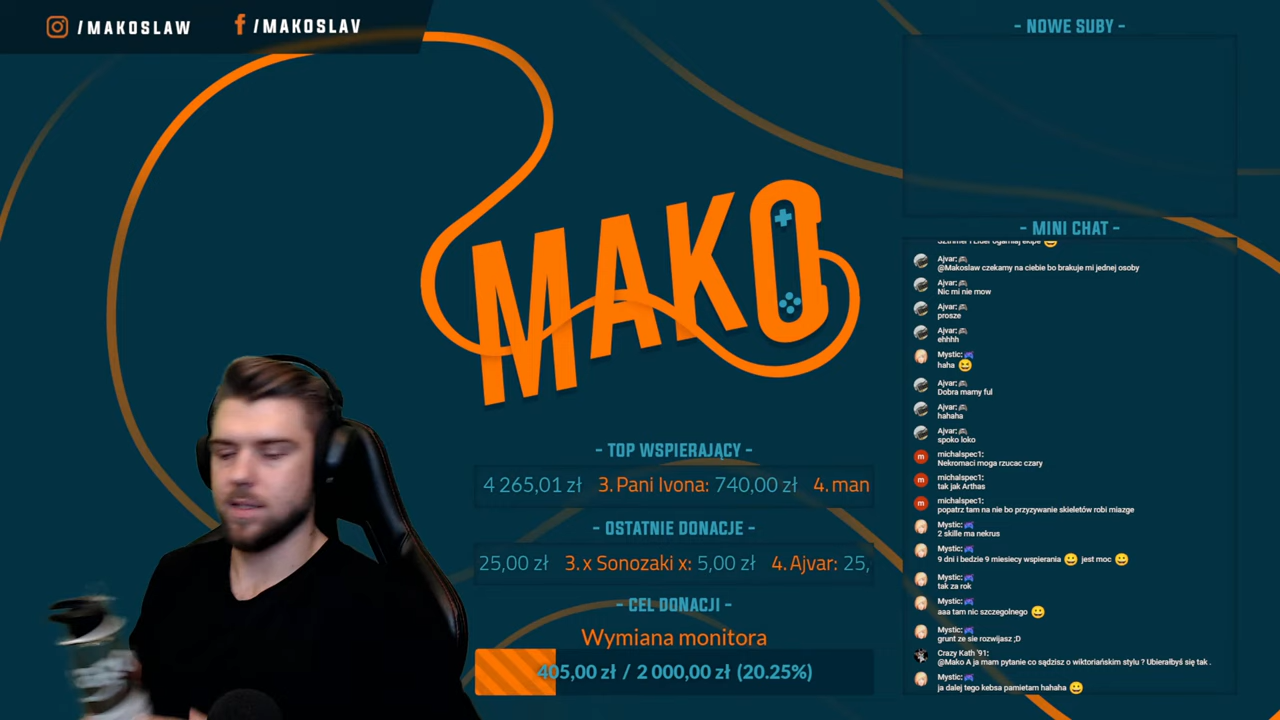 /MAKOSLAW
/MAKOSLAV
MAKO
- TOP WSPIERAJĄCY -
4 265,01 zł 3. Pani Ivona: 740,00 zł 4. man
- OSTATNIE DONACJE -
25,00 zł 3. x Sonozaki x: 5,00 zł 4. Ajvar: 25,
- CEL DONACJI -
Wymiana monitora
405,00 zł / 2 000,00 zł (20.25%)
- NOWE SUBY -
- MINI CHAT -
Ajvar:
@Makoslaw czekamy na ciebie bo brakuje mi jednej osoby
Ajvar:
Nic mi nie mow
Ajvar:
prosze
Ajvar:
ehhhh
Mystic:
haha 😆
Ajvar:
Dobra mamy ful
Ajvar:
hahaha
Ajvar:
spoko loko
michalspec1:
Nekromaci moga rzucac czary
michalspec1:
tak jak Arthas
michalspec1:
popatrz tam na nie bo przyzywanie skieletów robi miazge
Mystic:
2 skille ma nekrus
Mystic:
9 dni i bedzie 9 miesiecy wspierania 😀 jest moc 😀
Mystic:
tak za rok
Mystic:
aaa tam nic szczegolnego 😀
Mystic:
grunt ze sie rozwijasz ;D
Crazy Kath '91:
@Mako A ja mam pytanie co sądzisz o wiktoriańskim stylu ? Ubierałbyś się tak .
Mystic:
ja dalej tego kebsa pamietam hahaha 😀